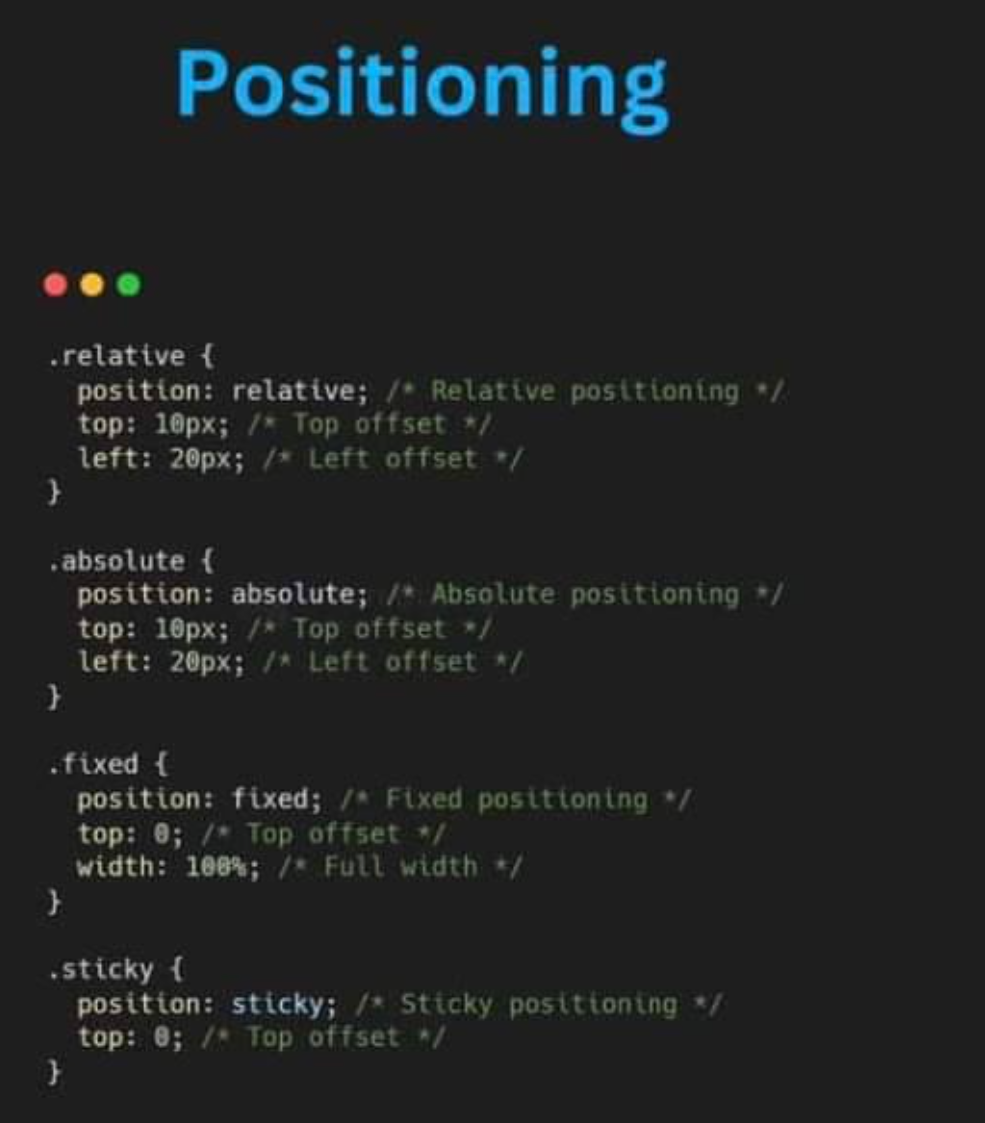 Positioning
.relative {
  position: relative; /* Relative positioning */
  top: 10px; /* Top offset */
  left: 20px; /* Left offset */
}
.absolute {
  position: absolute; /* Absolute positioning */
  top: 10px; /* Top offset */
  left: 20px; /* Left offset */
}
.fixed {
  position: fixed; /* Fixed positioning */
  top: 0; /* Top offset */
  width: 100%; /* Full width */
}
.sticky {
  position: sticky; /* Sticky positioning */
  top: 0; /* Top offset */
}